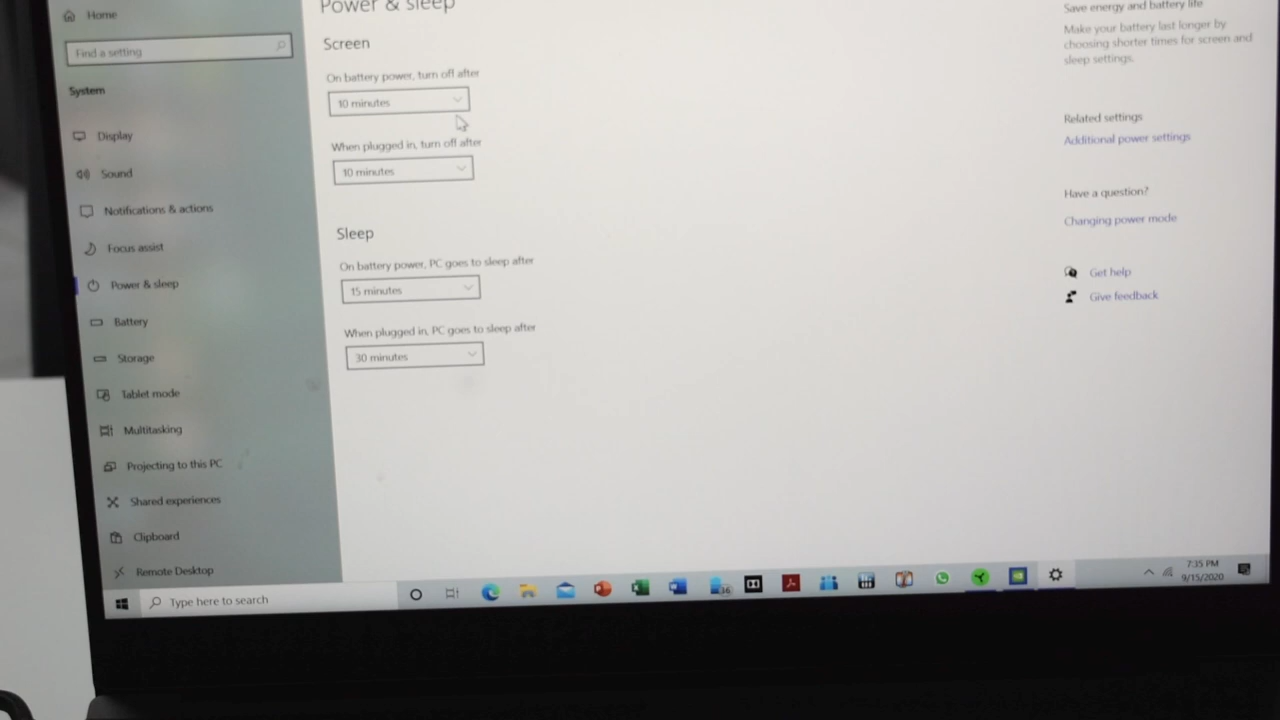 Home
Find a setting
System
Display
Sound
Notifications & actions
Focus assist
Power & sleep
Battery
Storage
Tablet mode
Multitasking
Projecting to this PC
Shared experiences
Clipboard
Remote Desktop
Power & sleep
Screen
On battery power, turn off after
10 minutes
When plugged in, turn off after
10 minutes
Sleep
On battery power, PC goes to sleep after
15 minutes
When plugged in, PC goes to sleep after
30 minutes
Save energy and battery life
Make your battery last longer by
choosing shorter times for screen and
sleep settings.
Related settings
Additional power settings
Have a question?
Changing power mode
Get help
Give feedback
Type here to search
16
7:35 PM
9/15/2020